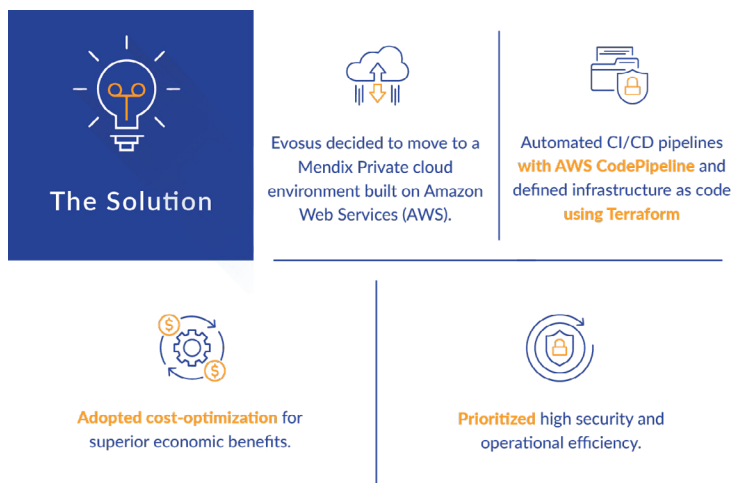 The Solution
Evosus decided to move to a
Mendix Private cloud
environment built on Amazon
Web Services (AWS).
Automated CI/CD pipelines
with AWS CodePipeline and
defined infrastructure as code
using Terraform
$
$
Adopted cost-optimization for
superior economic benefits.
Prioritized high security and
operational efficiency.